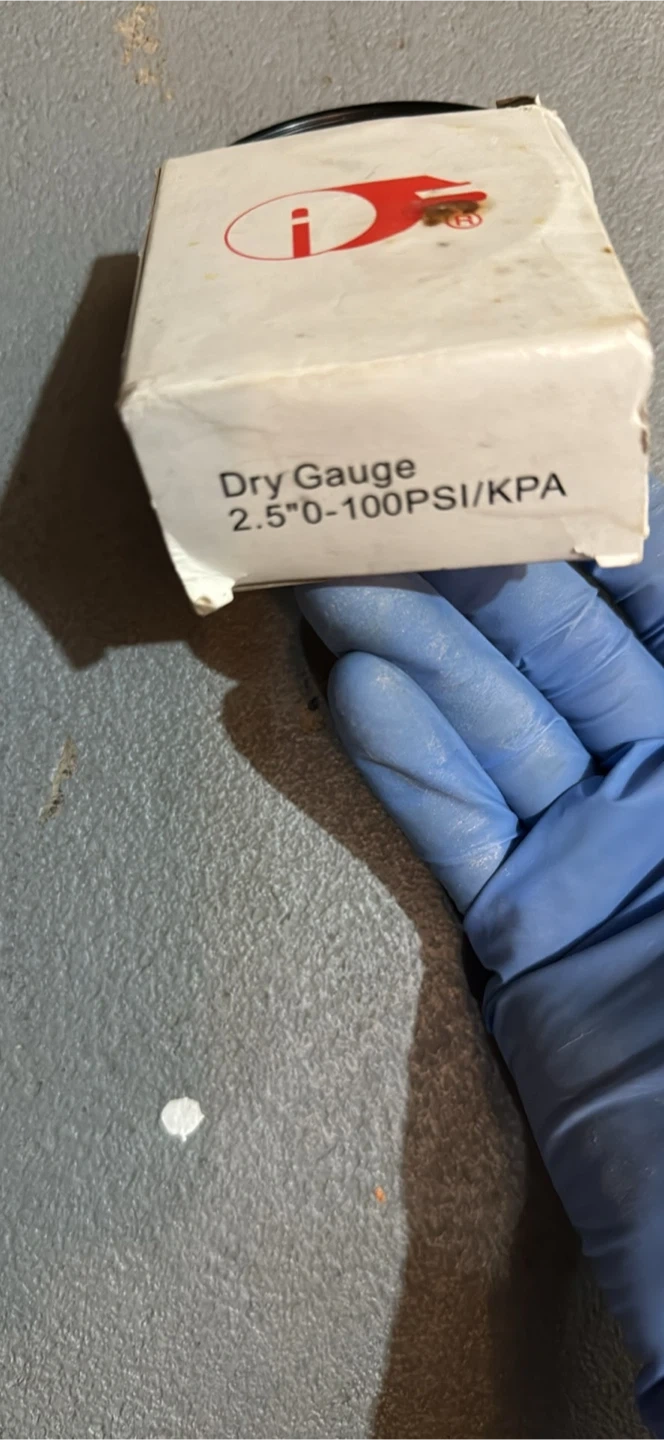 i ®
Dry Gauge
2.5"0-100PSI/KPA